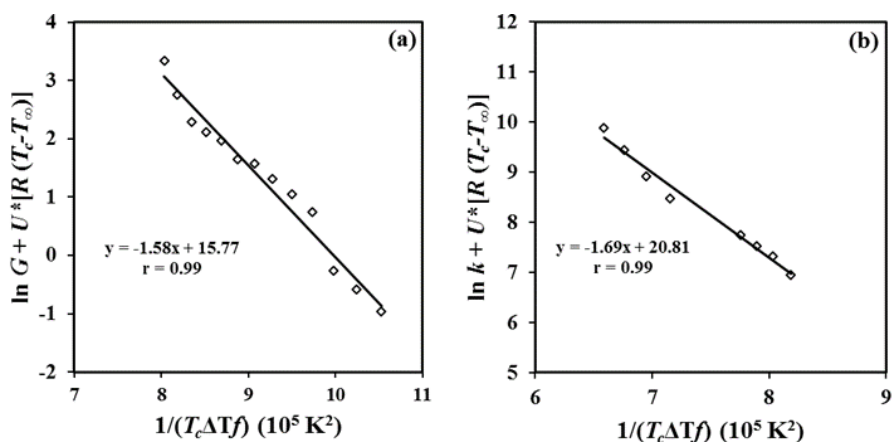 (a)
ln G + U*[R (Tc-T∞)]
4
3
2
1
0
-1
-2
y = -1.58x + 15.77
r = 0.99
7 8 9 10 11
1/(TcΔTf) (10⁵ K²)
(b)
ln k + U*[R (Tc-T∞)]
12
11
10
9
8
7
6
5
y = -1.69x + 20.81
r = 0.99
6 7 8 9
1/(TcΔTf) (10⁵ K²)